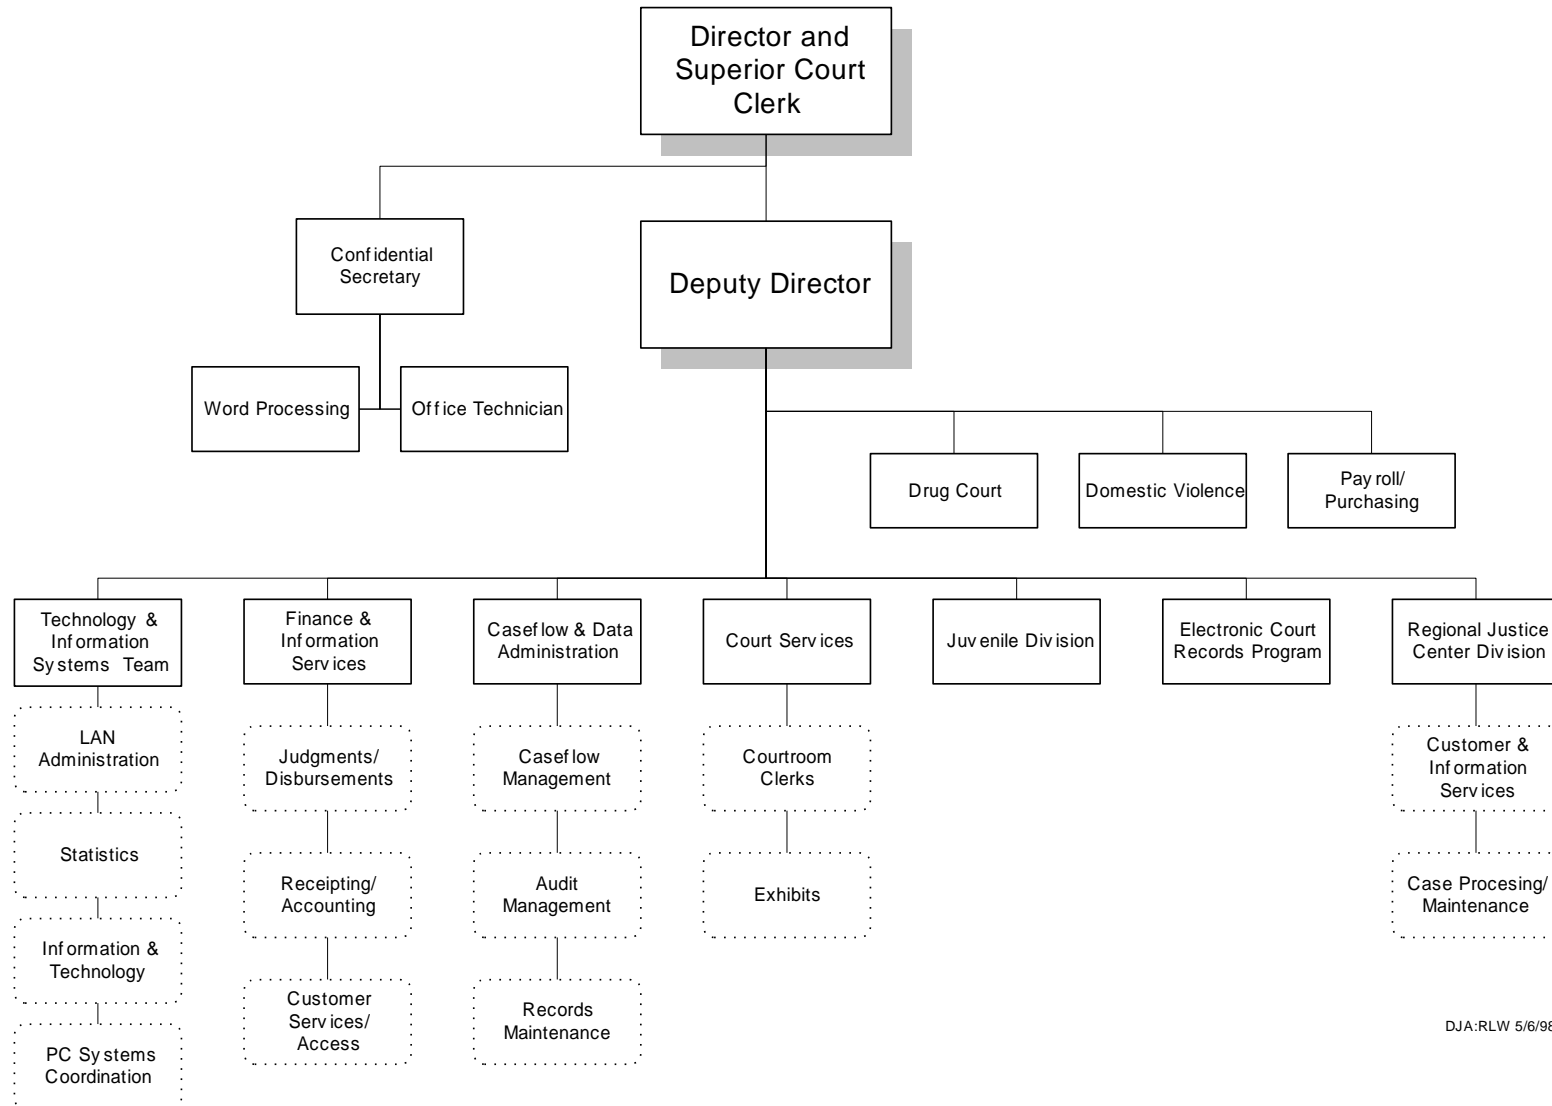 Director and
Superior Court
Clerk
Confidential
Secretary
Deputy Director
Word Processing
Office Technician
Drug Court
Domestic Violence
Payroll/
Purchasing
Technology &
Information
Systems Team
Finance &
Information
Services
Caseflow & Data
Administration
Court Services
Juvenile Division
Electronic Court
Records Program
Regional Justice
Center Division
LAN
Administration
Statistics
Information &
Technology
PC Systems
Coordination
Judgments/
Disbursements
Receipting/
Accounting
Customer
Services/
Access
Caseflow
Management
Audit
Management
Records
Maintenance
Courtroom
Clerks
Exhibits
Customer &
Information
Services
Case Procesing/
Maintenance
DJA:RLW 5/6/98